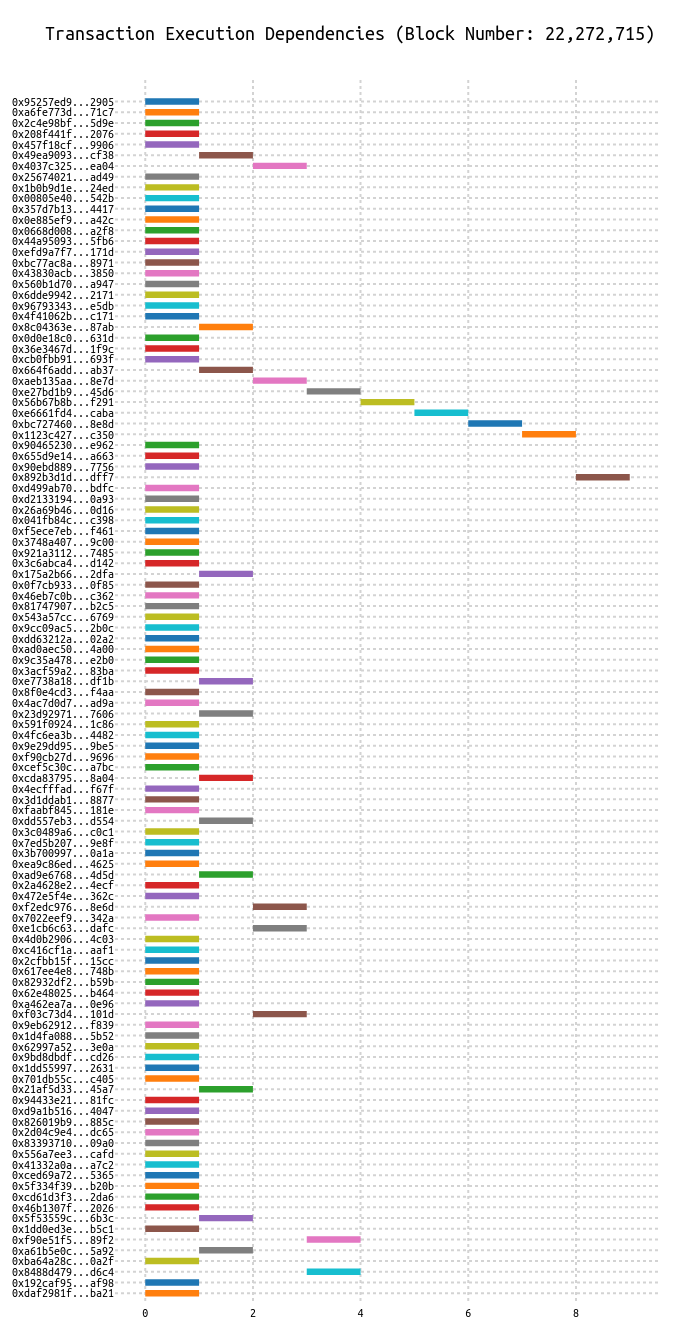 Transaction Execution Dependencies (Block Number: 22,272,715)
0x95257ed9...2905
0xa6fe773d...71c7
0x2c4e98bf...5d9e
0x208f441f...2076
0x457f18cf...9906
0x49ea9093...cf38
0x4037c325...ea04
0x25674021...ad49
0x1b0b9d1e...24ed
0x00805e40...542b
0x357d7b13...4417
0x0e885ef9...a42c
0x0668d008...a2f8
0x44a95093...5fb6
0xefd9a7f7...171d
0xbc77ac8a...8971
0x43830acb...3850
0x560b1d70...a947
0x6dde9942...2171
0x96793343...e5db
0x4f41062b...c171
0x8c04363e...87ab
0x0d0e18c0...631d
0x36e3467d...1f9c
0xcb0fbb91...693f
0x664f6add...ab37
0xaeb135aa...8e7d
0xe27bd1b9...45d6
0x56b67b8b...f291
0xe6661fd4...caba
0xbc727460...8e8d
0x1123c427...c350
0x90465230...e962
0x655d9e14...a663
0x90ebd889...7756
0x892b3d1d...dff7
0xd499ab70...bdfc
0xd2133194...0a93
0x26a69b46...0d16
0x041fb84c...c398
0xf5ece7eb...f461
0x3748a407...9c00
0x921a3112...7485
0x3c6abca4...d142
0x175a2b66...2dfa
0x0f7cb933...0f85
0x46eb7c0b...c362
0x81747907...b2c5
0x543a57cc...6769
0x9cc09ac5...2b0c
0xdd63212a...02a2
0xad0aec50...4a00
0x9c35a478...e2b0
0x3acf59a2...83ba
0xe7738a18...df1b
0x8f0e4cd3...f4aa
0x4ac7d0d7...ad9a
0x23d92971...7606
0x591f0924...1c86
0x4fc6ea3b...4482
0x9e29dd95...9be5
0xf90cb27d...9696
0xcef5c30c...a7bc
0xcda83795...8a04
0x4ecfffad...f67f
0x3d1ddab1...8877
0xfaabf845...181e
0xdd557eb3...d554
0x3c0489a6...c0c1
0x7ed5b207...9e8f
0x3b700997...0a1a
0xea9c86ed...4625
0xad9e6768...4d5d
0x2a4628e2...4ecf
0x472e5f4e...362c
0xf2edc976...8e6d
0x7022eef9...342a
0xe1cb6c63...dafc
0x4d0b2906...4c03
0xc416cf1a...aaf1
0x2cfbb15f...15cc
0x617ee4e8...748b
0x82932df2...b59b
0x62e48025...b464
0xa462ea7a...0e96
0xf03c73d4...101d
0x9eb62912...f839
0x1d4fa088...5b52
0x62997a52...3e0a
0x9bd8dbdf...cd26
0x1dd55997...2631
0x701db55c...c405
0x21af5d33...45a7
0x94433e21...81fc
0xd9a1b516...4047
0x826019b9...885c
0x2d04c9e4...dc65
0x83393710...09a0
0x556a7ee3...cafd
0x41332a0a...a7c2
0xced69a72...5365
0x5f334f39...b20b
0xcd61d3f3...2da6
0x46b1307f...2026
0x5f53559c...6b3c
0x1dd0ed3e...b5c1
0xf90e51f5...89f2
0xa61b5e0c...5a92
0xba64a28c...0a2f
0x8488d479...d6c4
0x192caf95...af98
0xdaf2981f...ba21
0 2 4 6 8